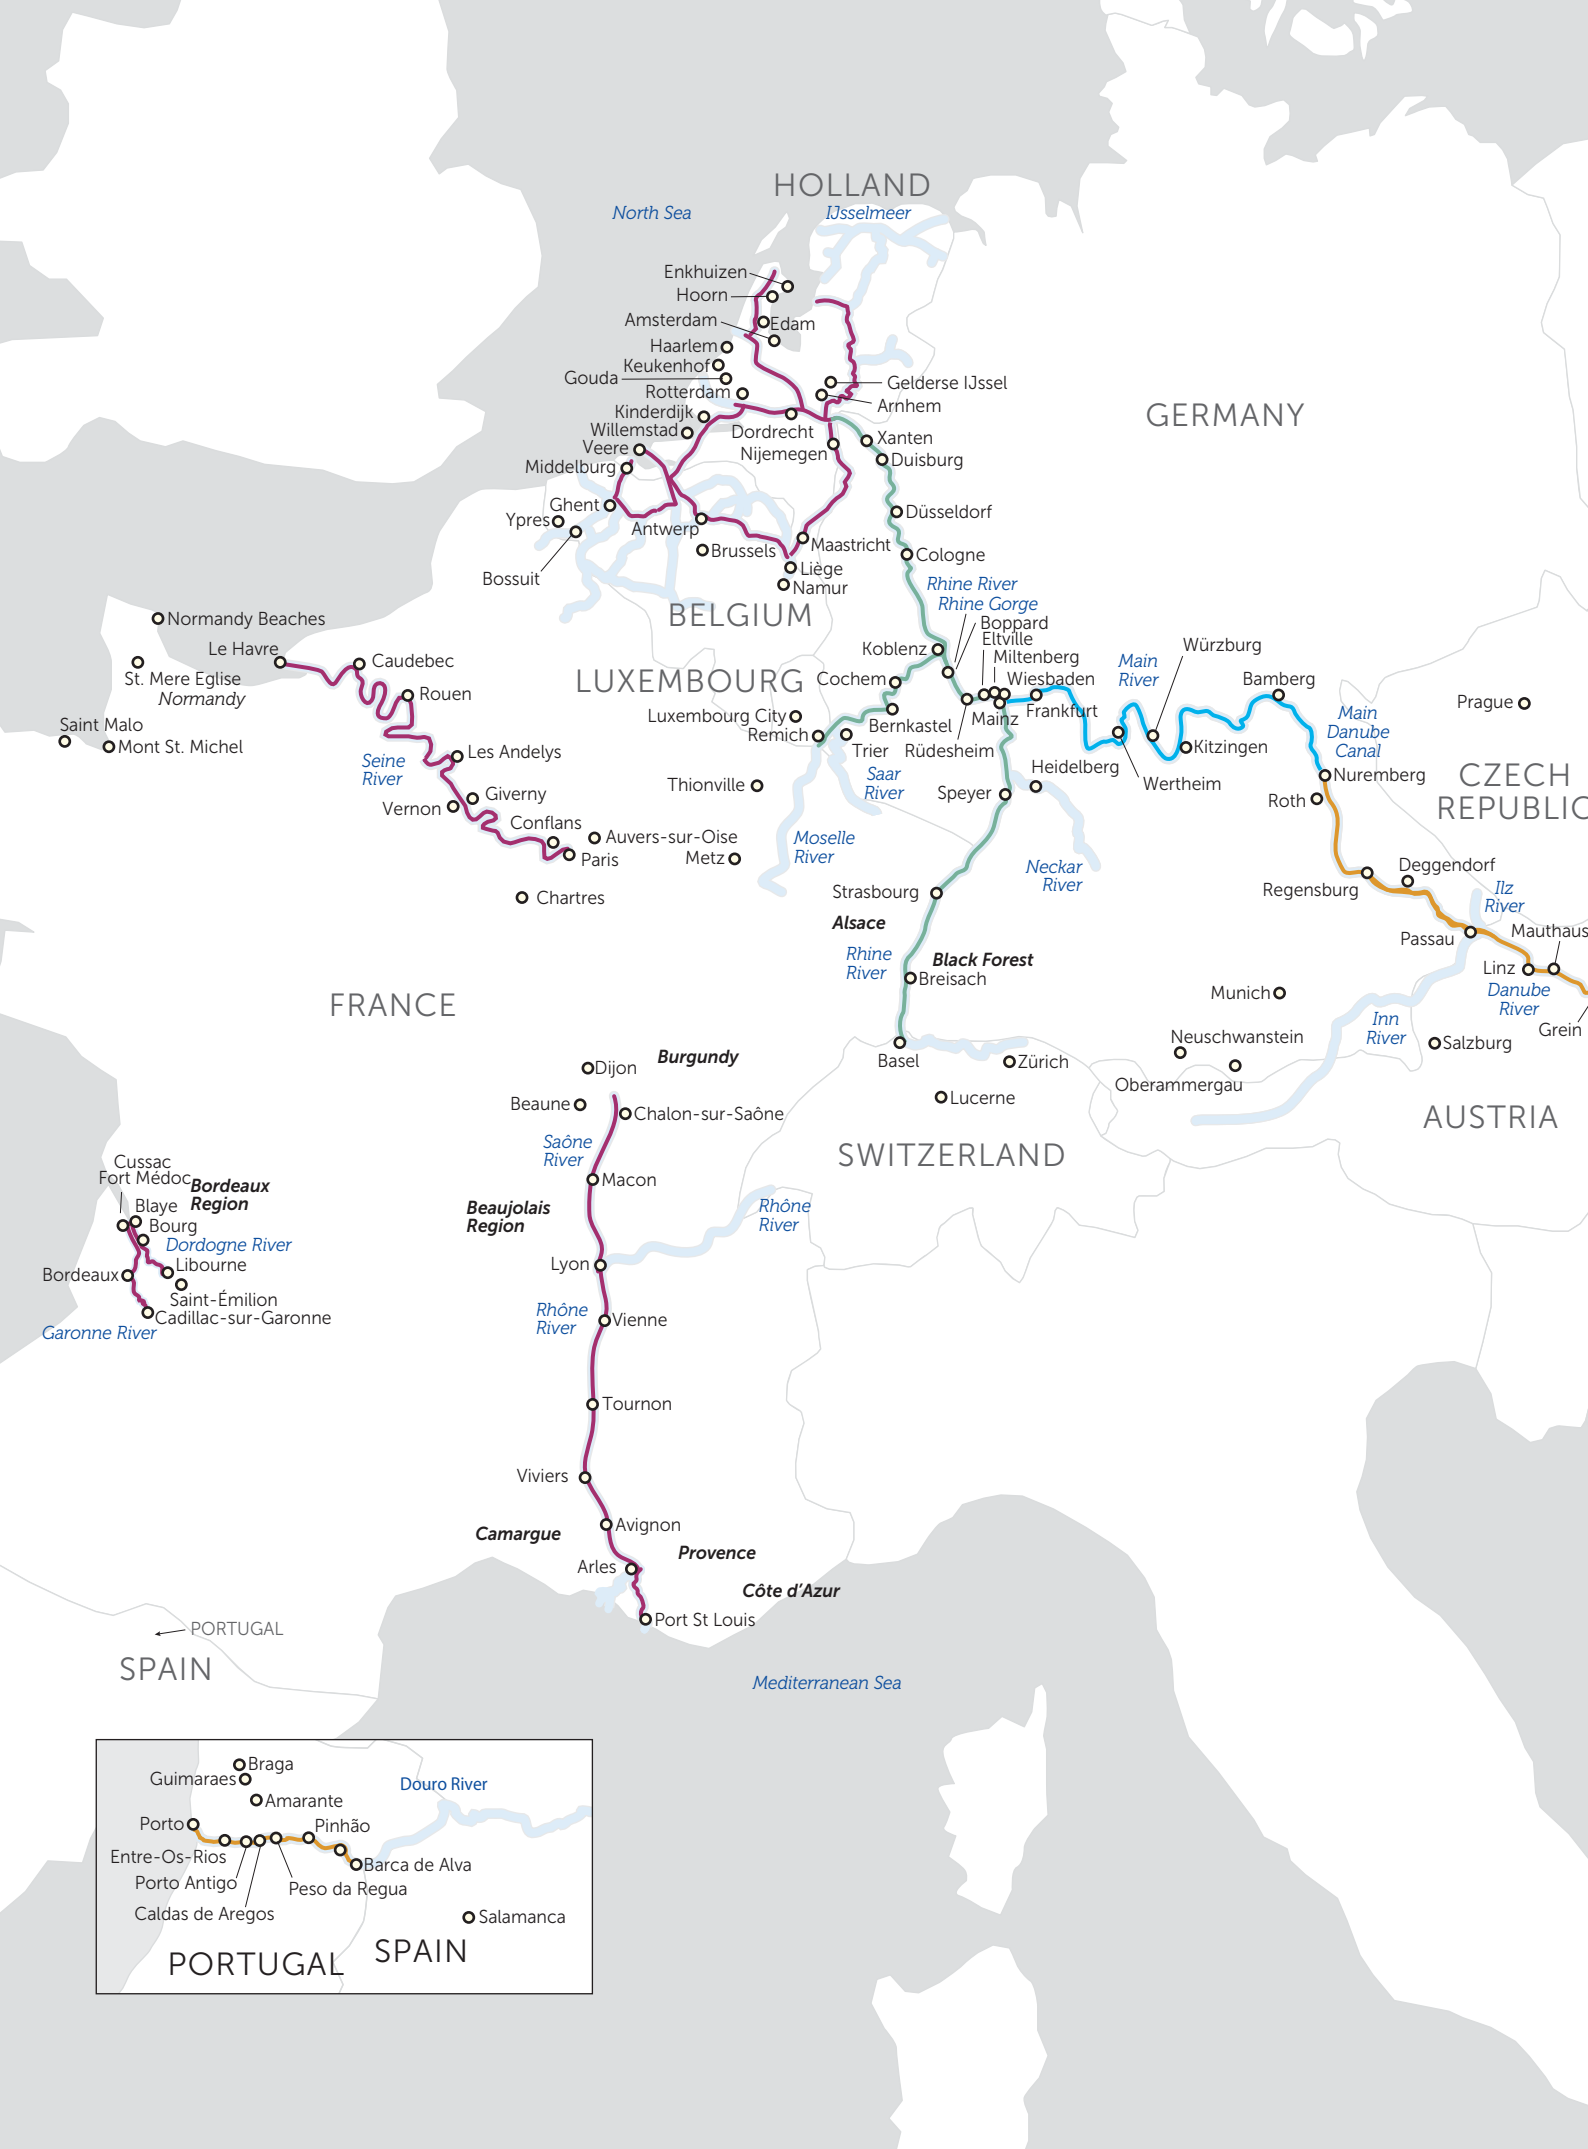 HOLLAND
North Sea
IJsselmeer
Enkhuizen
Hoorn
Amsterdam
Edam
Haarlem
Keukenhof
Gouda
Gelderse IJssel
Rotterdam
Arnhem
Kinderdijk
GERMANY
Willemstad
Dordrecht
Xanten
Veere
Nijemegen
Duisburg
Middelburg
Ghent
Ypres
Düsseldorf
Antwerp
Maastricht
Brussels
Cologne
Liège
Bossuit
Namur
Rhine River
Rhine Gorge
BELGIUM
Boppard
Normandy Beaches
Eltville
Le Havre
Koblenz
Miltenberg
Würzburg
Caudebec
Main
River
St. Mere Eglise
LUXEMBOURG
Cochem
Wiesbaden
Bamberg
Normandy
Rouen
Prague
Saint Malo
Luxembourg City
Bernkastel
Mainz
Frankfurt
Main
Danube
Canal
Mont St. Michel
Remich
Trier
Rüdesheim
Kitzingen
Les Andelys
Seine
River
Heidelberg
Nuremberg
CZECH
REPUBLIC
Saar
River
Thionville
Wertheim
Giverny
Speyer
Roth
Vernon
Conflans
Auvers-sur-Oise
Moselle
River
Paris
Metz
Neckar
River
Deggendorf
Chartres
Strasbourg
Regensburg
Ilz
River
Alsace
Passau
Mauthaus
Rhine
River
Black Forest
Breisach
Linz
FRANCE
Munich
Danube
River
Inn
River
Grein
Neuschwanstein
Salzburg
Burgundy
Basel
Zürich
Dijon
Oberammergau
Beaune
Chalon-sur-Saône
Lucerne
AUSTRIA
Saône
River
SWITZERLAND
Cussac
Fort Médoc
Bordeaux
Region
Macon
Blaye
Bourg
Beaujolais
Region
Rhône
River
Dordogne River
Libourne
Lyon
Bordeaux
Saint-Émilion
Cadillac-sur-Garonne
Rhône
River
Vienne
Garonne River
Tournon
Viviers
Avignon
Camargue
Provence
Arles
Côte d'Azur
Port St Louis
PORTUGAL
SPAIN
Mediterranean Sea
Braga
Guimaraes
Douro River
Amarante
Porto
Pinhão
Entre-Os-Rios
Barca de Alva
Porto Antigo
Peso da Regua
Caldas de Aregos
Salamanca
SPAIN
PORTUGAL